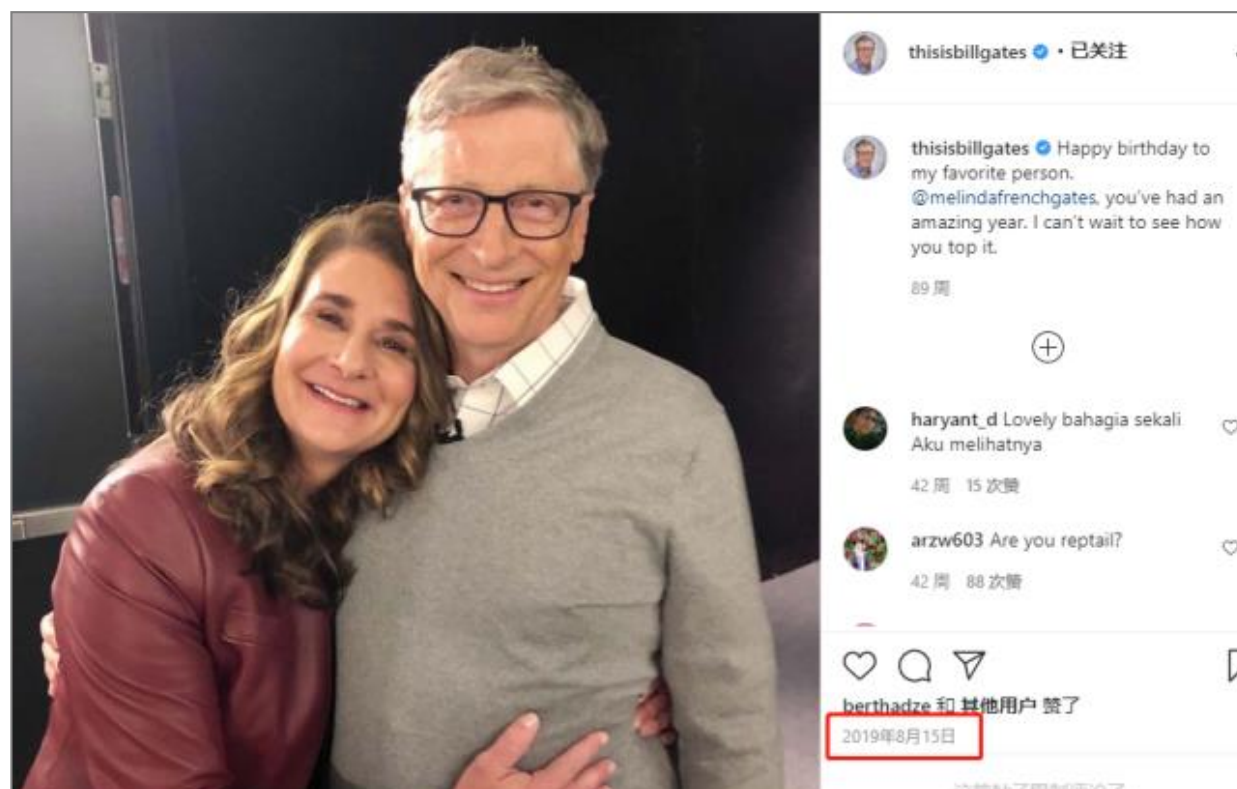 thisisbillgates • 已关注
thisisbillgates Happy birthday to
my favorite person.
@melindafrenchgates, you've had an
amazing year. I can't wait to see how
you top it.
89 周
haryant_d Lovely bahagia sekali
Aku melihatnya
42 周 15 次赞
arzw603 Are you reptail?
42 周 88 次赞
berthadze 和 其他用户 赞了
2019年8月15日